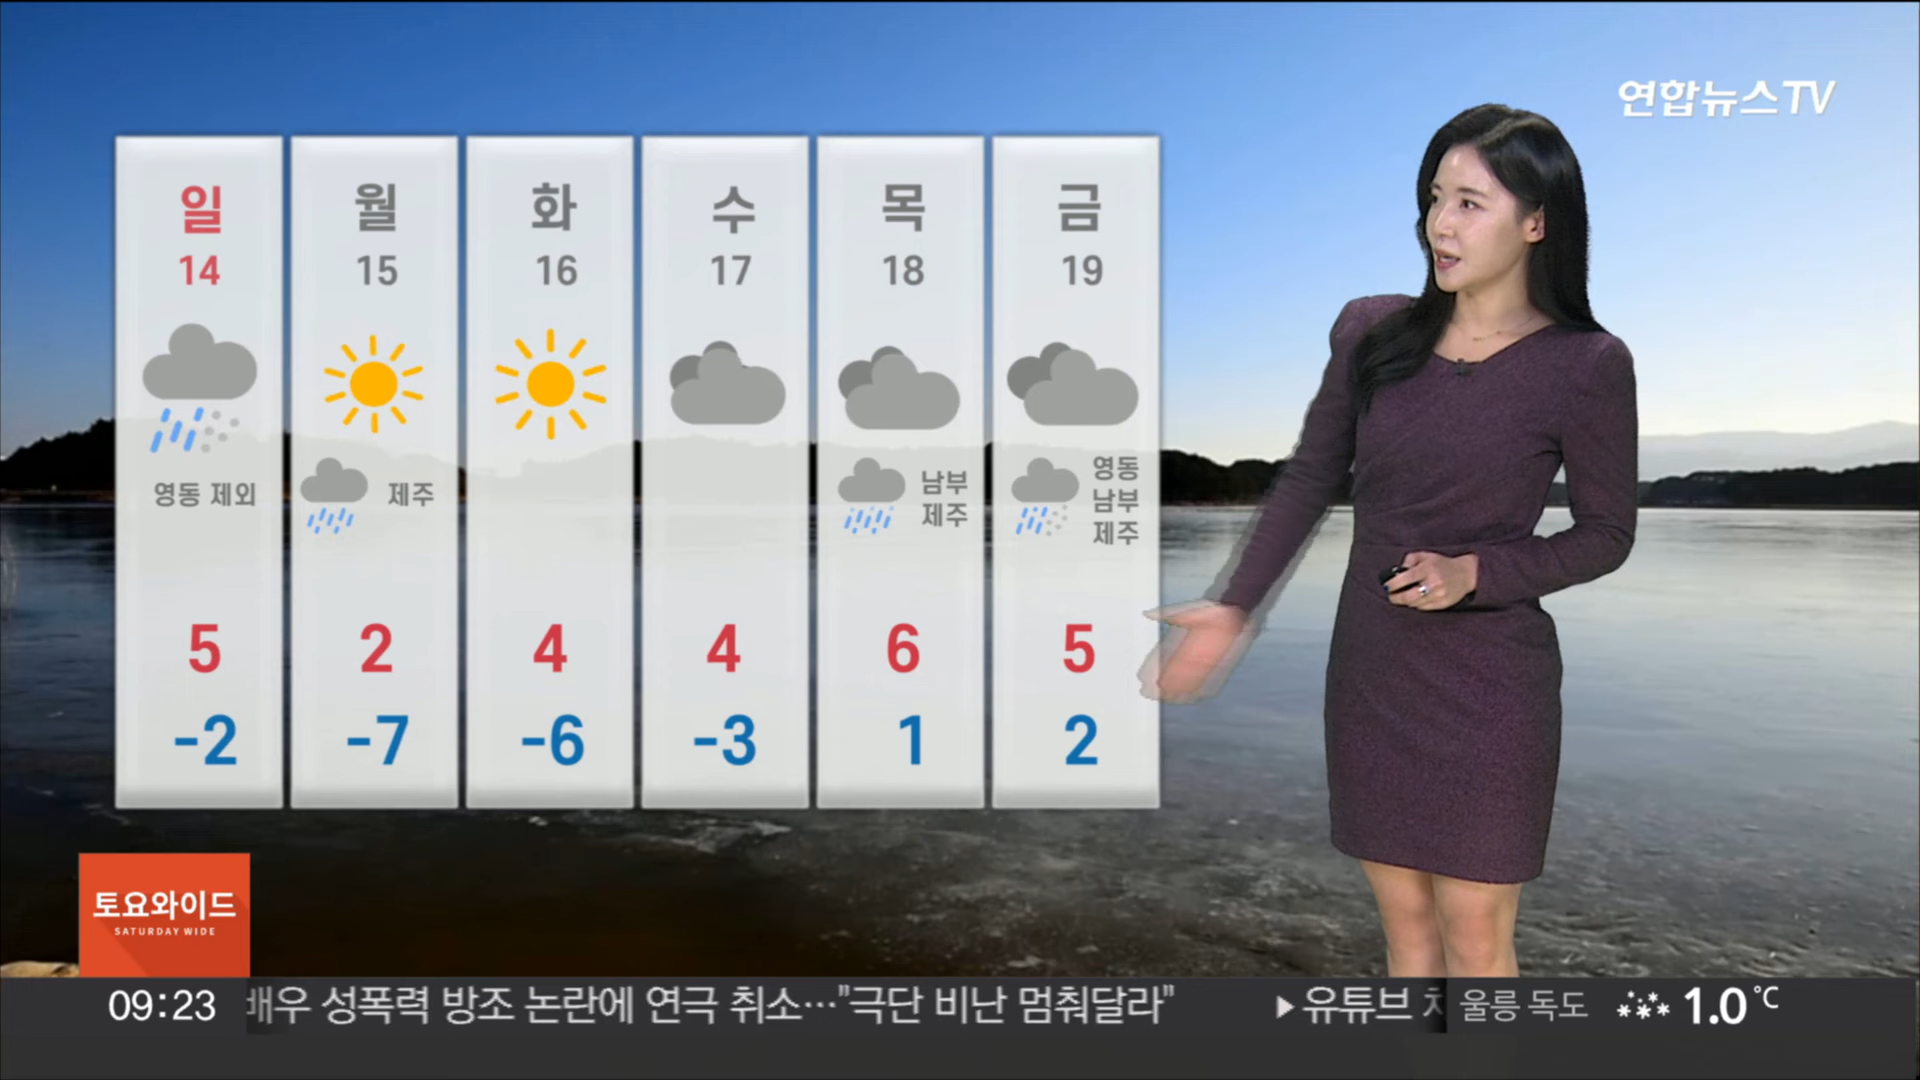 연합뉴스TV
일 월 화 수 목 금
14 15 16 17 18 19
영동 제외
제주
남부
제주
영동
남부
제주
5 2 4 4 6 5
-2 -7 -6 -3 1 2
토요와이드
SATURDAY WIDE
09:23 배우 성폭력 방조 논란에 연극 취소…"극단 비난 멈춰달라" ▶유튜브 울릉 독도 1.0℃